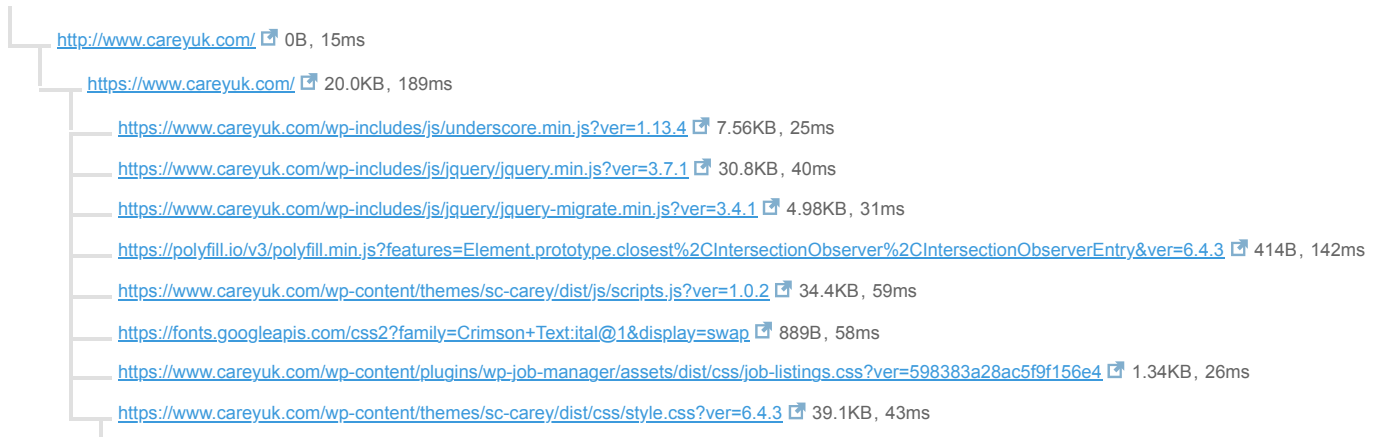 http://www.careyuk.com/ 0B, 15ms
https://www.careyuk.com/ 20.0KB, 189ms
https://www.careyuk.com/wp-includes/js/underscore.min.js?ver=1.13.4 7.56KB, 25ms
https://www.careyuk.com/wp-includes/js/jquery/jquery.min.js?ver=3.7.1 30.8KB, 40ms
https://www.careyuk.com/wp-includes/js/jquery/jquery-migrate.min.js?ver=3.4.1 4.98KB, 31ms
https://polyfill.io/v3/polyfill.min.js?features=Element.prototype.closest%2CIntersectionObserver%2CIntersectionObserverEntry&ver=6.4.3 414B, 142ms
https://www.careyuk.com/wp-content/themes/sc-carey/dist/js/scripts.js?ver=1.0.2 34.4KB, 59ms
https://fonts.googleapis.com/css2?family=Crimson+Text:ital@1&display=swap 889B, 58ms
https://www.careyuk.com/wp-content/plugins/wp-job-manager/assets/dist/css/job-listings.css?ver=598383a28ac5f9f156e4 1.34KB, 26ms
https://www.careyuk.com/wp-content/themes/sc-carey/dist/css/style.css?ver=6.4.3 39.1KB, 43ms